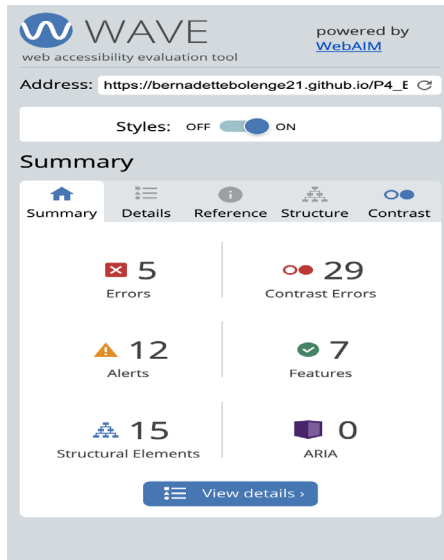 WAVE
web accessibility evaluation tool
powered by
WebAIM
Address: https://bernadettebolenge21.github.io/P4_E
Styles: OFF ON
Summary
Summary Details Reference Structure Contrast
5 29
Errors Contrast Errors
12 7
Alerts Features
15 0
Structural Elements ARIA
View details ›